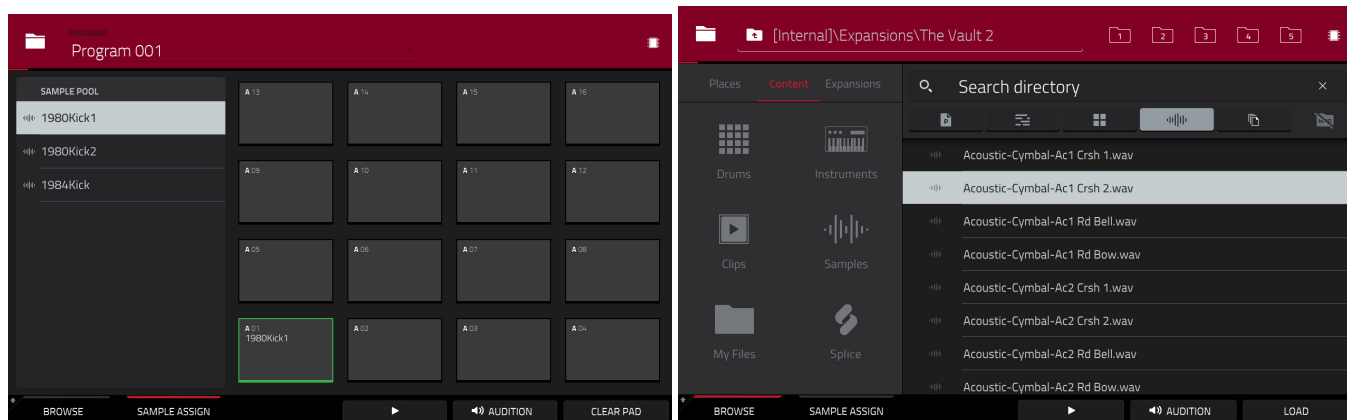 PROGRAM
Program 001
SAMPLE POOL
1980Kick1
1980Kick2
1984Kick
A 13
A 14
A 15
A 16
A 09
A 10
A 11
A 12
A 05
A 06
A 07
A 08
A 01
1980Kick1
A 02
A 03
A 04
BROWSE
SAMPLE ASSIGN
AUDITION
CLEAR PAD
[Internal]\Expansions\The Vault 2
1
2
3
4
5
Places
Content
Expansions
Drums
Instruments
Clips
Samples
My Files
Splice
Search directory
P
Acoustic-Cymbal-Ac1 Crsh 1.wav
Acoustic-Cymbal-Ac1 Crsh 2.wav
Acoustic-Cymbal-Ac1 Rd Bell.wav
Acoustic-Cymbal-Ac1 Rd Bow.wav
Acoustic-Cymbal-Ac2 Crsh 1.wav
Acoustic-Cymbal-Ac2 Crsh 2.wav
Acoustic-Cymbal-Ac2 Rd Bell.wav
Acoustic-Cymbal-Ac2 Rd Bow.wav
BROWSE
SAMPLE ASSIGN
AUDITION
LOAD